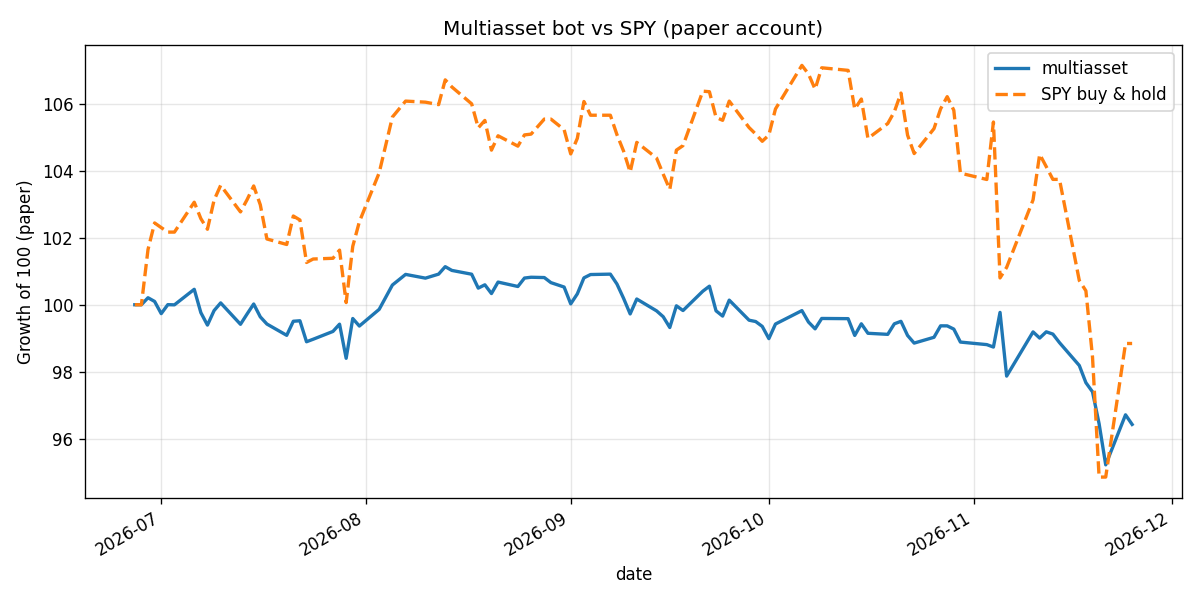 Multiasset bot vs SPY (paper account)
multiasset
SPY buy & hold
Growth of 100 (paper)
106
104
102
100
98
96
2026-07
2026-08
2026-09
2026-10
2026-11
2026-12
date